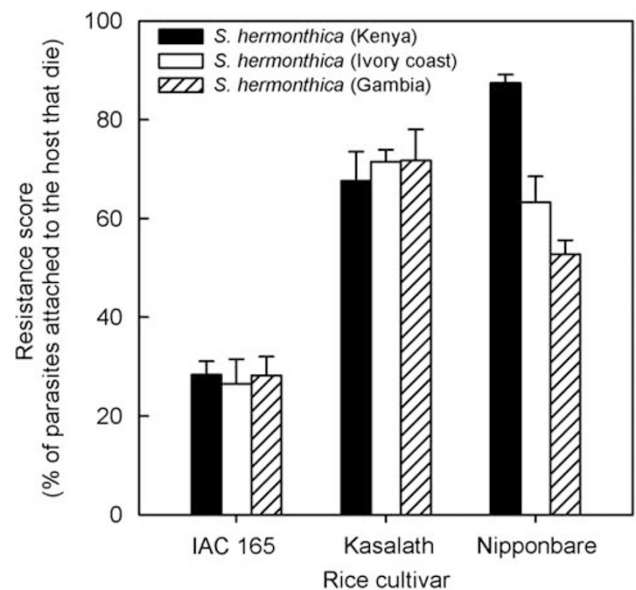 Resistance score
(% of parasites attached to the host that die)
100
80
60
40
20
0
S. hermonthica (Kenya)
S. hermonthica (Ivory coast)
S. hermonthica (Gambia)
IAC 165 Kasalath Nipponbare
Rice cultivar